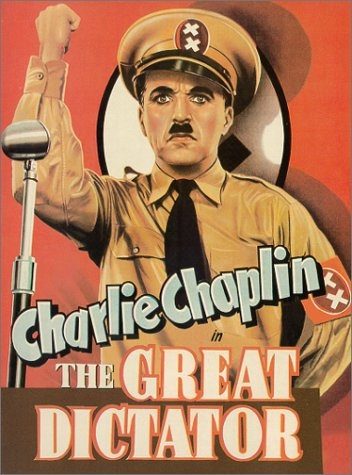 Charlie Chaplin
in
THE GREAT
DICTATOR